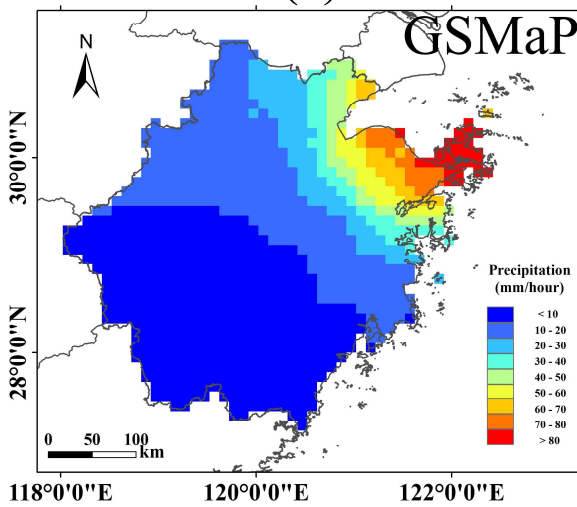 GSMaP
N
30°0'0"N
28°0'0"N
Precipitation
(mm/hour)
< 10
10 - 20
20 - 30
30 - 40
40 - 50
50 - 60
60 - 70
70 - 80
> 80
0 50 100
km
118°0'0"E 120°0'0"E 122°0'0"E